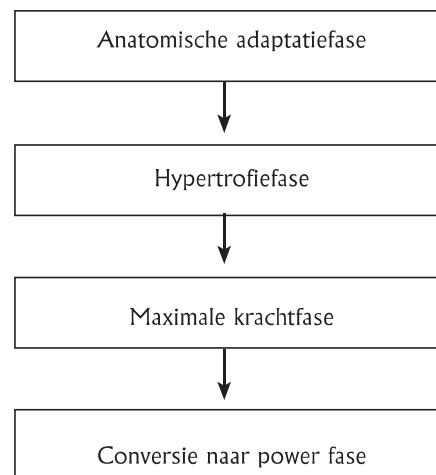 Anatomische adaptatiefase
Hypertrofiefase
Maximale krachtfase
Conversie naar power fase